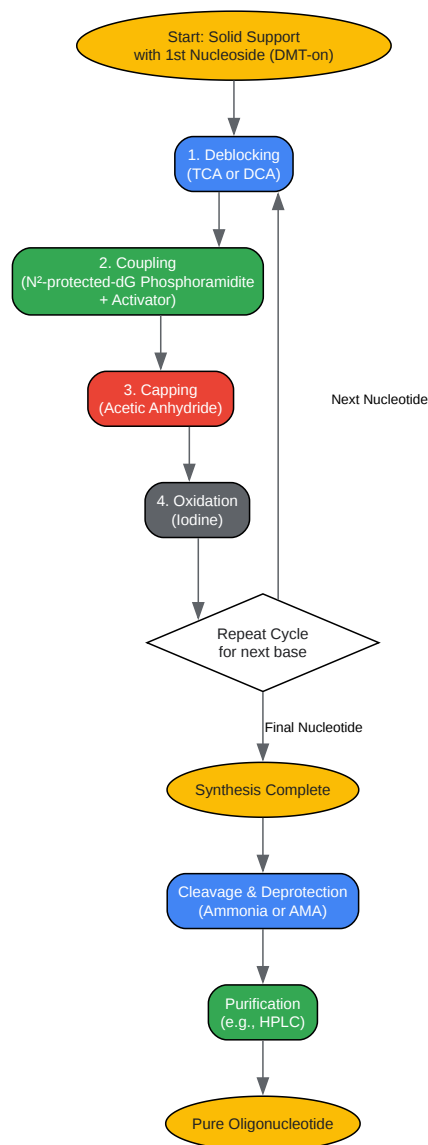 Start: Solid Support
with 1st Nucleoside (DMT-on)
1. Deblocking
(TCA or DCA)
2. Coupling
(N²-protected-dG Phosphoramidite
+ Activator)
3. Capping
(Acetic Anhydride)
Next Nucleotide
4. Oxidation
(Iodine)
Repeat Cycle
for next base
Final Nucleotide
Synthesis Complete
Cleavage & Deprotection
(Ammonia or AMA)
Purification
(e.g., HPLC)
Pure Oligonucleotide